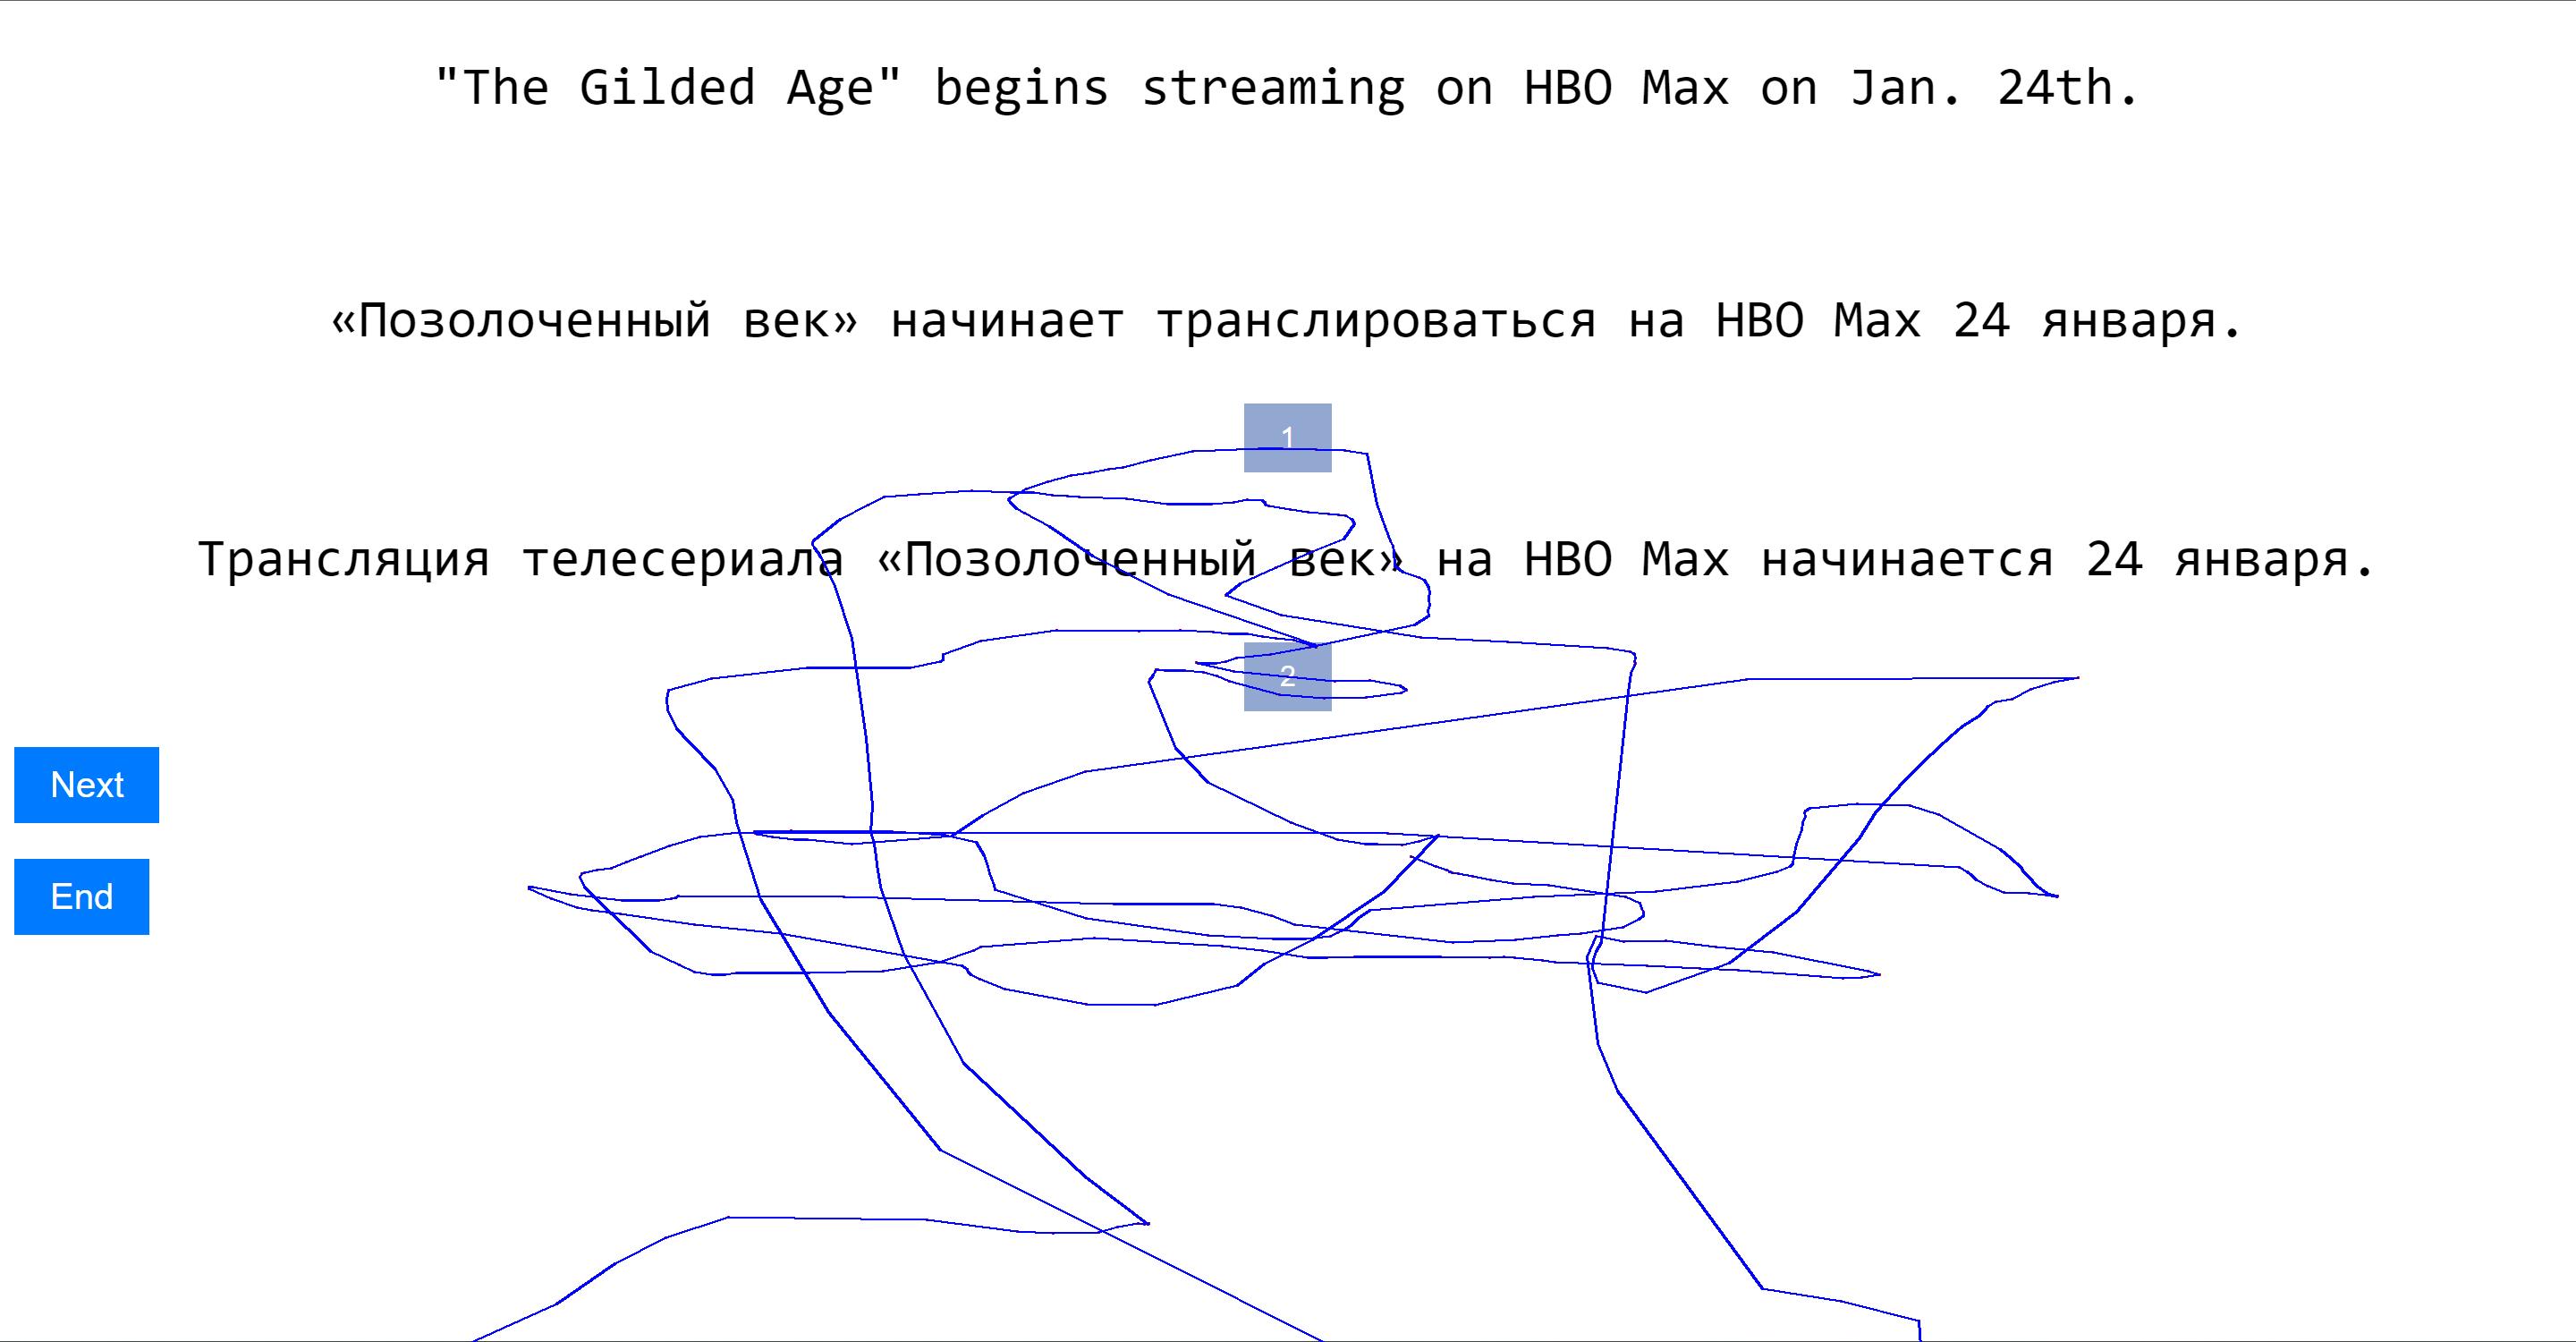 "The Gilded Age" begins streaming on HBO Max on Jan. 24th.
«Позолоченный век» начинает транслироваться на HBO Max 24 января.
1
Трансляция телесериала «Позолоченный век» на HBO Max начинается 24 января.
2
Next
End